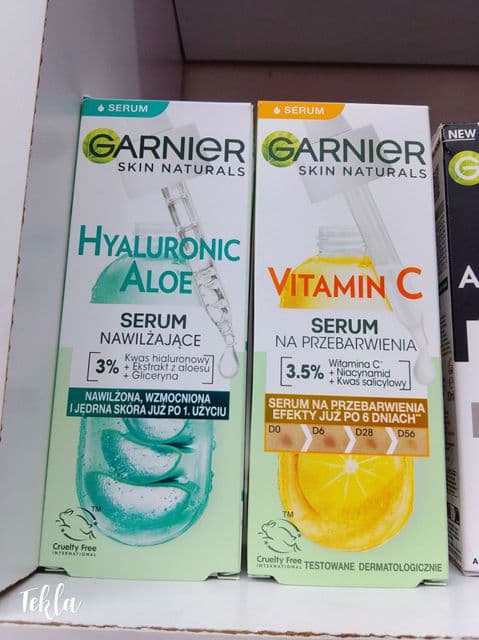 SERUM
GARNIER
SKIN NATURALS
HYALURONIC
ALOE
SERUM
NAWILŻAJĄCE
3%
Kwas hialuronowy
+ Ekstrakt z aloesu
+ Gliceryna
NAWILŻONA, WZMOCNIONA
I JĘDRNA SKÓRA JUŻ PO 1. UŻYCIU
TM
Cruelty Free
INTERNATIONAL
SERUM
GARNIER
SKIN NATURALS
VITAMIN C
SERUM
NA PRZEBARWIENIA
3.5%
Witamina C*
+ Niacynamid
+ Kwas salicylowy
SERUM NA PRZEBARWIENIA
EFEKTY JUŻ PO 6 DNIACH**
D0 D6 D28 D56
TM
Cruelty Free
INTERNATIONAL
TESTOWANE DERMATOLOGICZNIE
NEW
G
A
Tekla